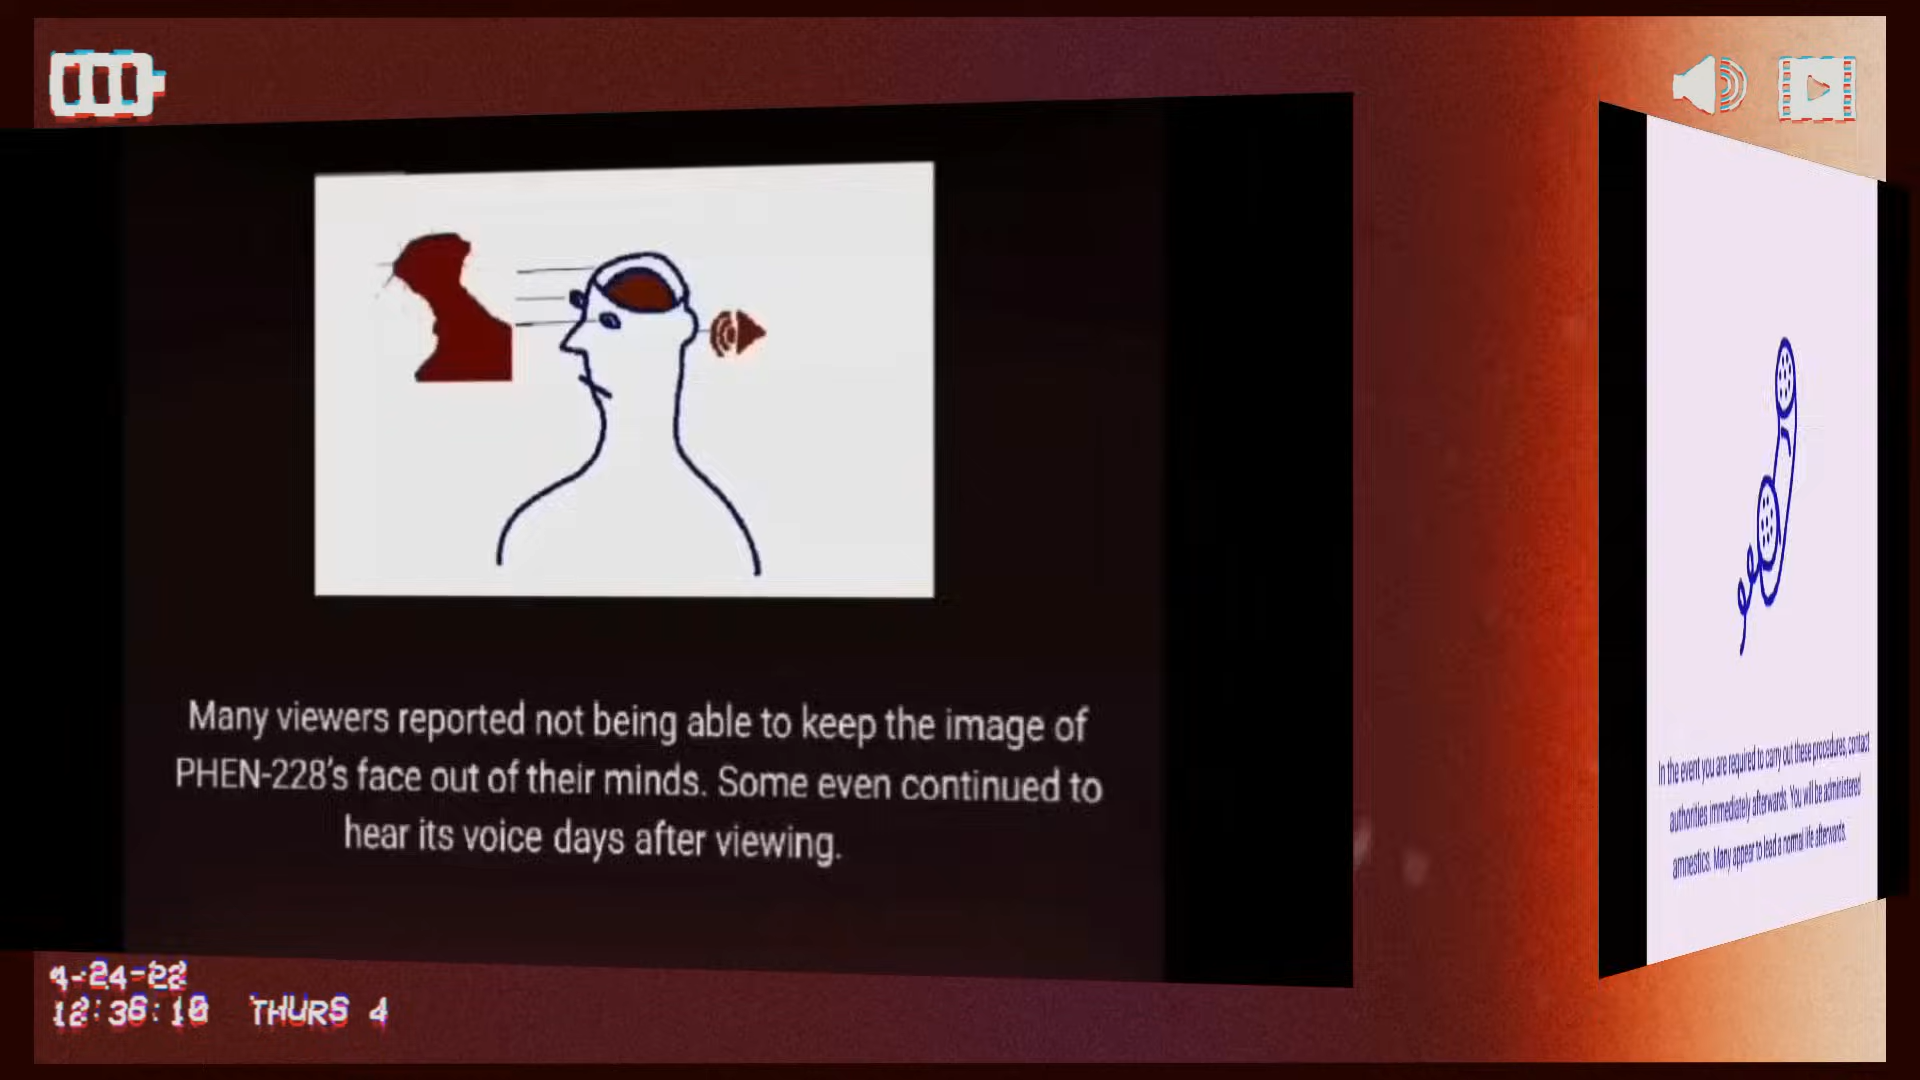 Many viewers reported not being able to keep the image of
PHEN-228's face out of their minds. Some even continued to
hear its voice days after viewing.
In the event you are required to carry out these procedures, contact
authorities immediately afterwards. You will be administered
amnestics. Many appear to lead a normal life afterwards.
4-24-22
12:36:10 THURS 4